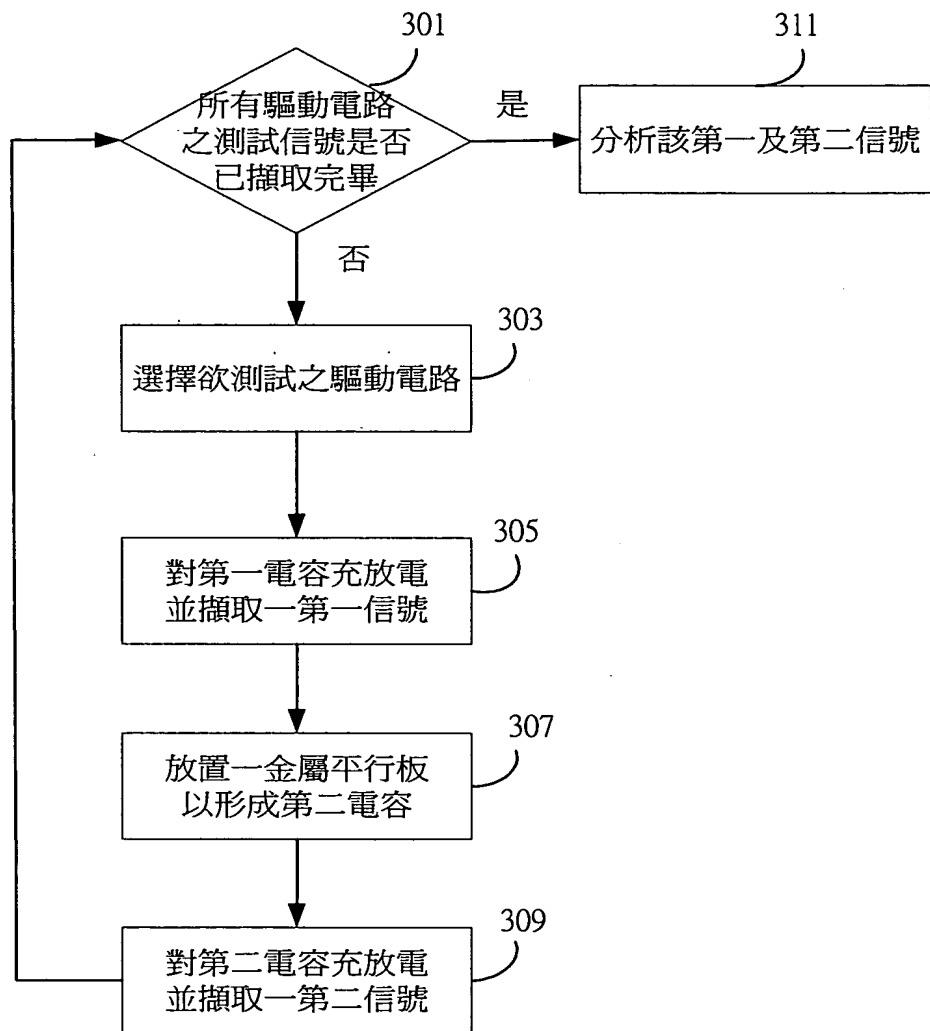 301
所有驅動電路
之測試信號是否
已擷取完畢
是
311
分析該第一及第二信號
否
303
選擇欲測試之驅動電路
305
對第一電容充放電
並擷取一第一信號
307
放置一金屬平行板
以形成第二電容
309
對第二電容充放電
並擷取一第二信號